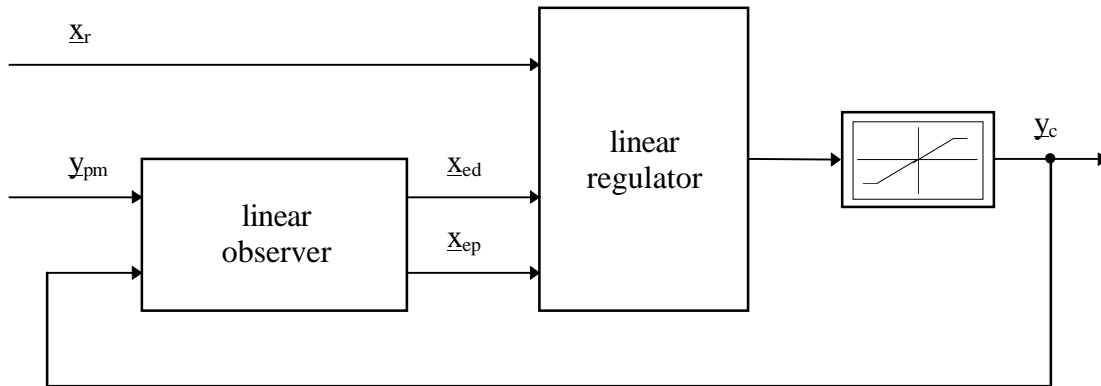 x_r
y_pm
linear
observer
x_ed
x_ep
linear
regulator
y_c